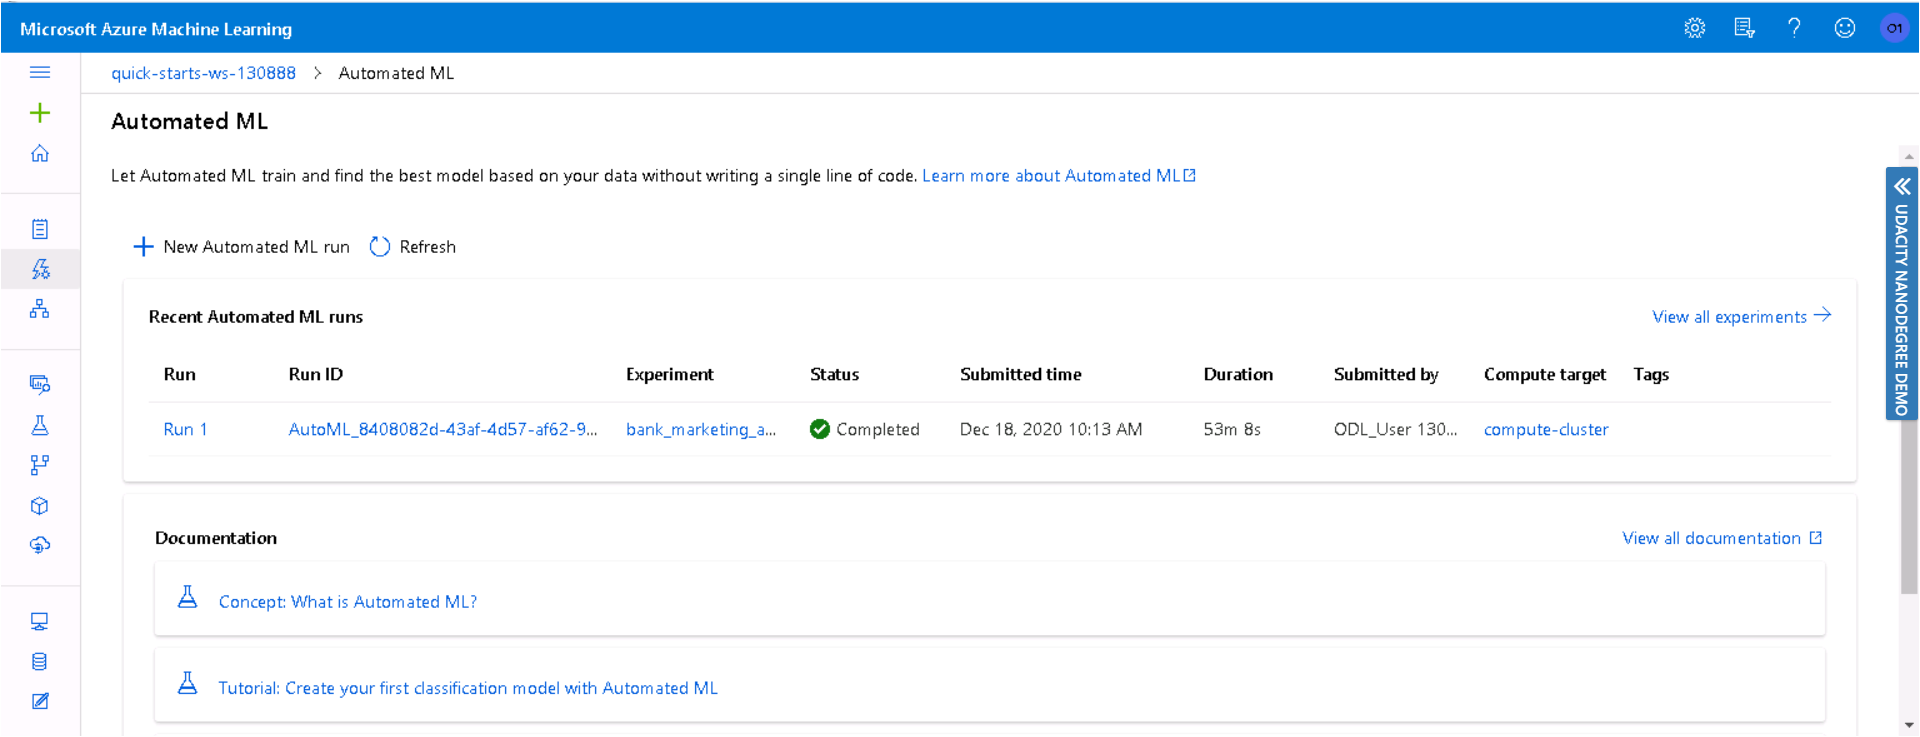 Microsoft Azure Machine Learning
? O1
quick-starts-ws-130888 > Automated ML
Automated ML
Let Automated ML train and find the best model based on your data without writing a single line of code. Learn more about Automated ML
New Automated ML run Refresh
Recent Automated ML runs View all experiments
Run Run ID Experiment Status Submitted time Duration Submitted by Compute target Tags
Run 1 AutoML_8408082d-43af-4d57-af62-9... bank_marketing_a... Completed Dec 18, 2020 10:13 AM 53m 8s ODL_User 130... compute-cluster
Documentation View all documentation
Concept: What is Automated ML?
Tutorial: Create your first classification model with Automated ML
UDACITY NANODEGREE DEMO